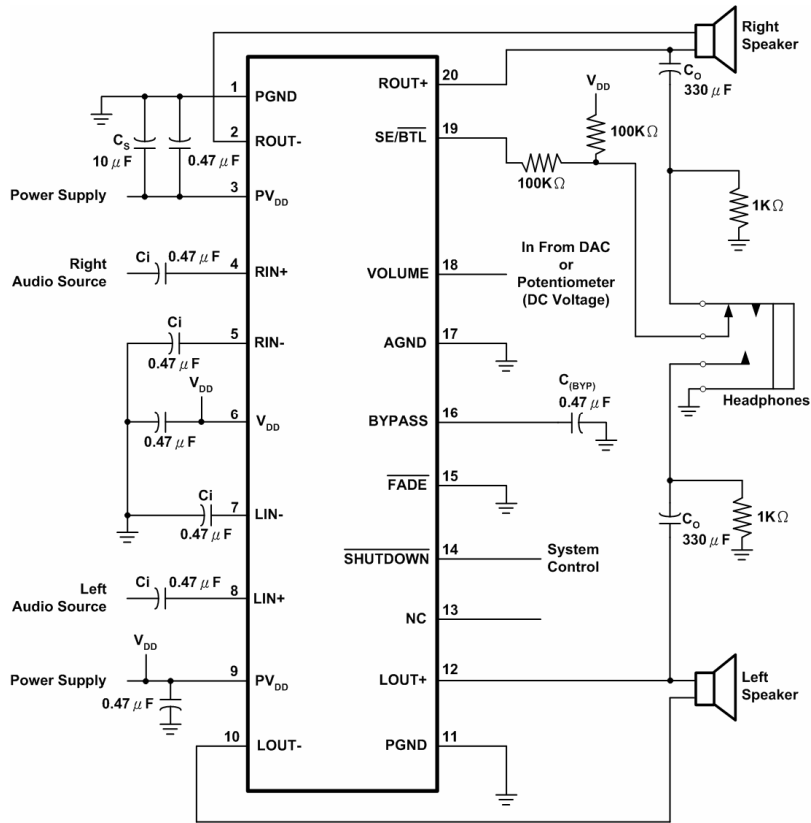 Right
Speaker
20
ROUT+
C_O
330 μF
1
PGND
V_DD
C_S
10 μF
0.47 μF
2
ROUT-
19
SE/B̅T̅L̅
100KΩ
100KΩ
Power Supply
3
PV_DD
1KΩ
Right
Audio Source
Ci
0.47 μF
4
RIN+
VOLUME
18
In From DAC
or
Potentiometer
(DC Voltage)
Ci
0.47 μF
5
RIN-
AGND
17
V_DD
0.47 μF
6
V_DD
BYPASS
16
C_(BYP)
0.47 μF
Headphones
F̅A̅D̅E̅
15
Ci
0.47 μF
7
LIN-
C_O
330 μF
1KΩ
S̅H̅U̅T̅D̅O̅W̅N̅
14
System
Control
Left
Audio Source
Ci
0.47 μF
8
LIN+
NC
13
V_DD
Power Supply
0.47 μF
9
PV_DD
LOUT+
12
Left
Speaker
10
LOUT-
PGND
11